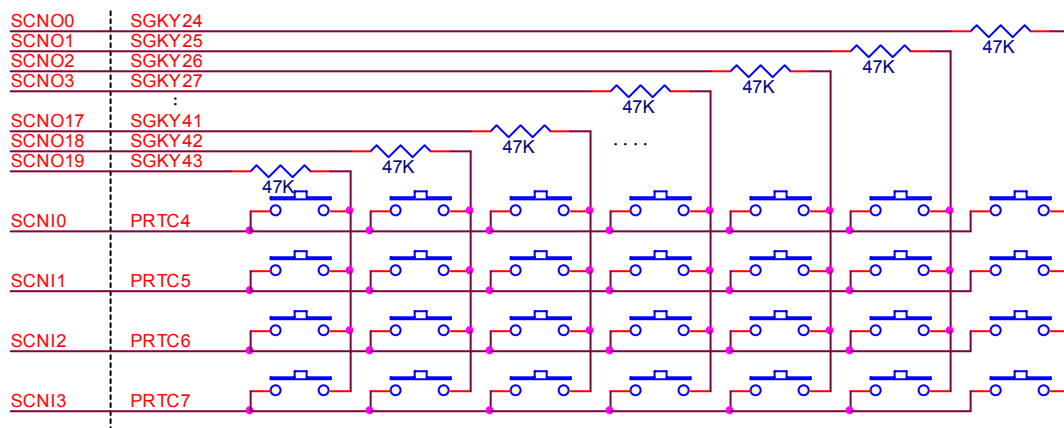 SCNO0 SGKY24
47K
SCNO1 SGKY25
47K
SCNO2 SGKY26
47K
SCNO3 SGKY27
47K
:
SCNO17 SGKY41
47K
....
SCNO18 SGKY42
47K
SCNO19 SGKY43
47K
SCNI0 PRTC4
SCNI1 PRTC5
SCNI2 PRTC6
SCNI3 PRTC7